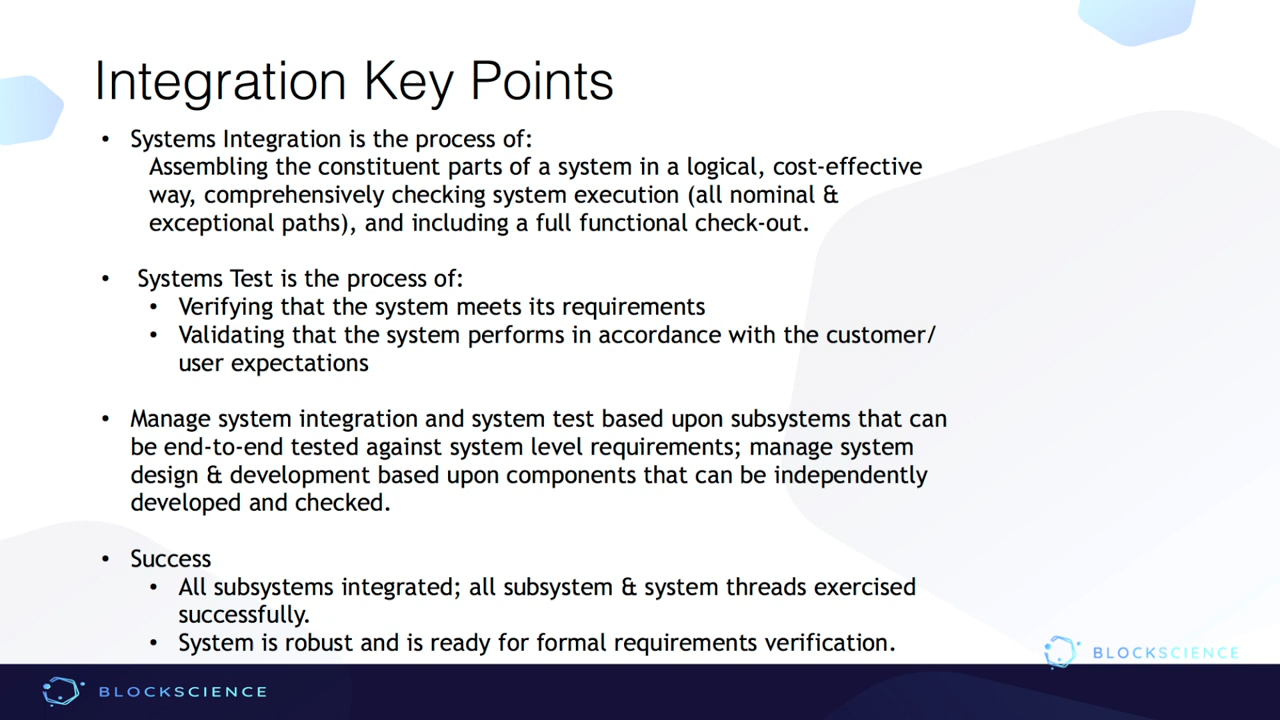 Integration Key Points
• Systems Integration is the process of:
Assembling the constituent parts of a system in a logical, cost-effective
way, comprehensively checking system execution (all nominal &
exceptional paths), and including a full functional check-out.
• Systems Test is the process of:
• Verifying that the system meets its requirements
• Validating that the system performs in accordance with the customer/
user expectations
• Manage system integration and system test based upon subsystems that can
be end-to-end tested against system level requirements; manage system
design & development based upon components that can be independently
developed and checked.
• Success
• All subsystems integrated; all subsystem & system threads exercised
successfully.
• System is robust and is ready for formal requirements verification.
BLOCKSCIENCE
BLOCKSCIENCE